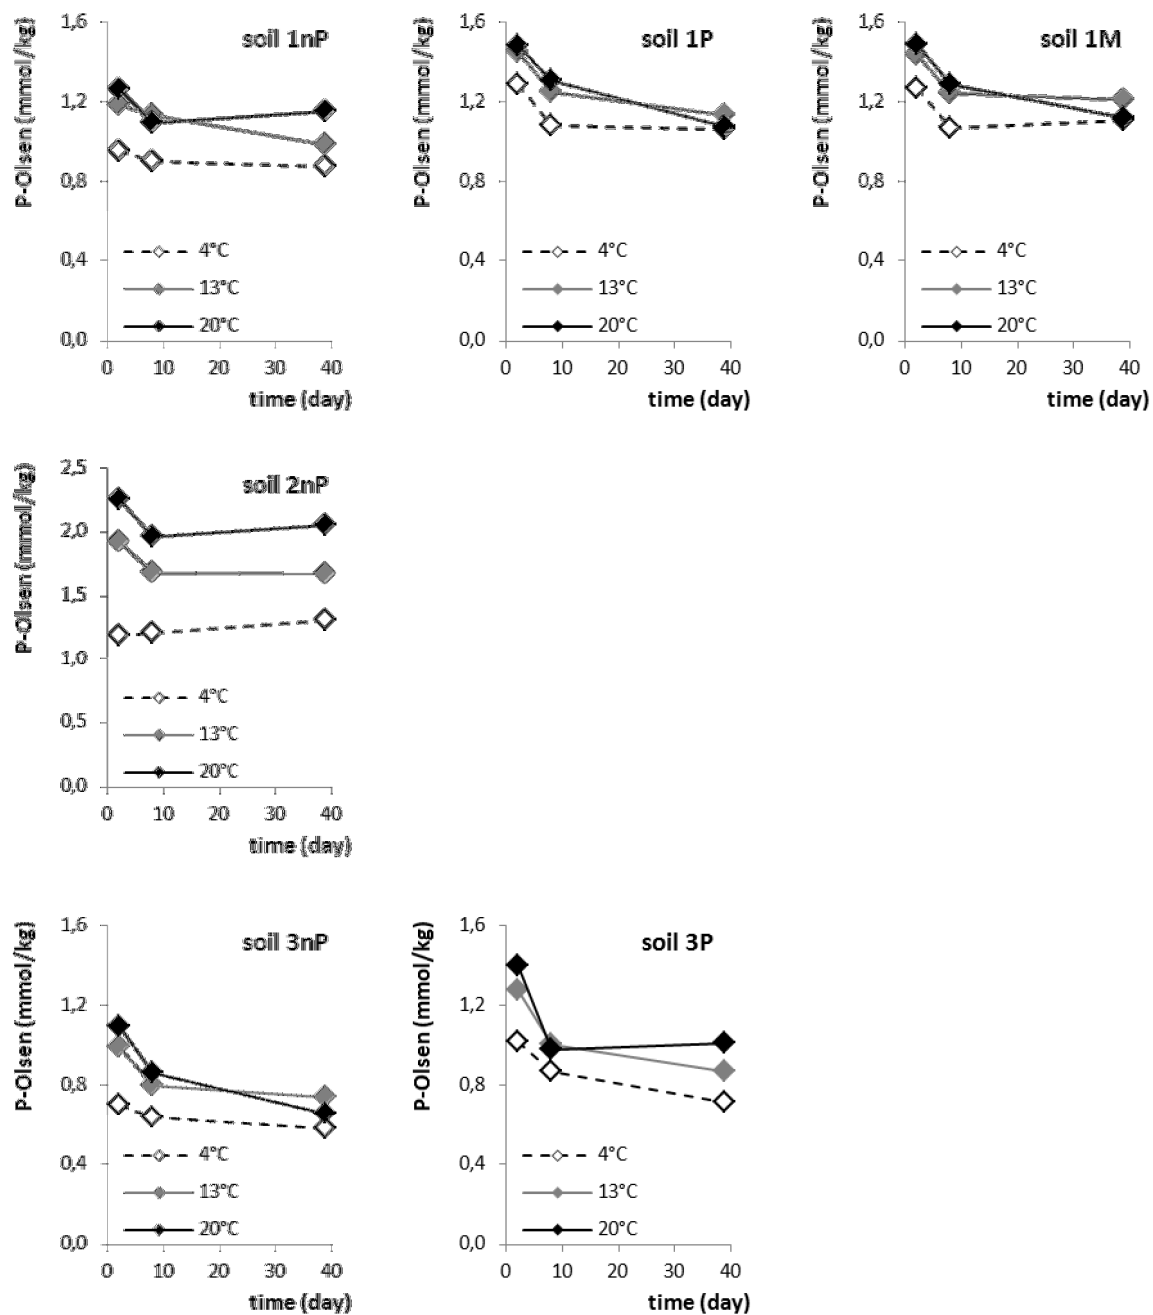 soil 1nP
P-Olsen (mmol/kg)
1,6
1,2
0,8
0,4
0,0
4°C
13°C
20°C
0 10 20 30 40
time (day)
soil 1P
P-Olsen (mmol/kg)
1,6
1,2
0,8
0,4
0,0
4°C
13°C
20°C
0 10 20 30 40
time (day)
soil 1M
P-Olsen (mmol/kg)
1,6
1,2
0,8
0,4
0,0
4°C
13°C
20°C
0 10 20 30 40
time (day)
soil 2nP
P-Olsen (mmol/kg)
2,5
2,0
1,5
1,0
0,5
0,0
4°C
13°C
20°C
0 10 20 30 40
time (day)
soil 3nP
P-Olsen (mmol/kg)
1,6
1,2
0,8
0,4
0,0
4°C
13°C
20°C
0 10 20 30 40
time (day)
soil 3P
P-Olsen (mmol/kg)
1,6
1,2
0,8
0,4
0,0
4°C
13°C
20°C
0 10 20 30 40
time (day)